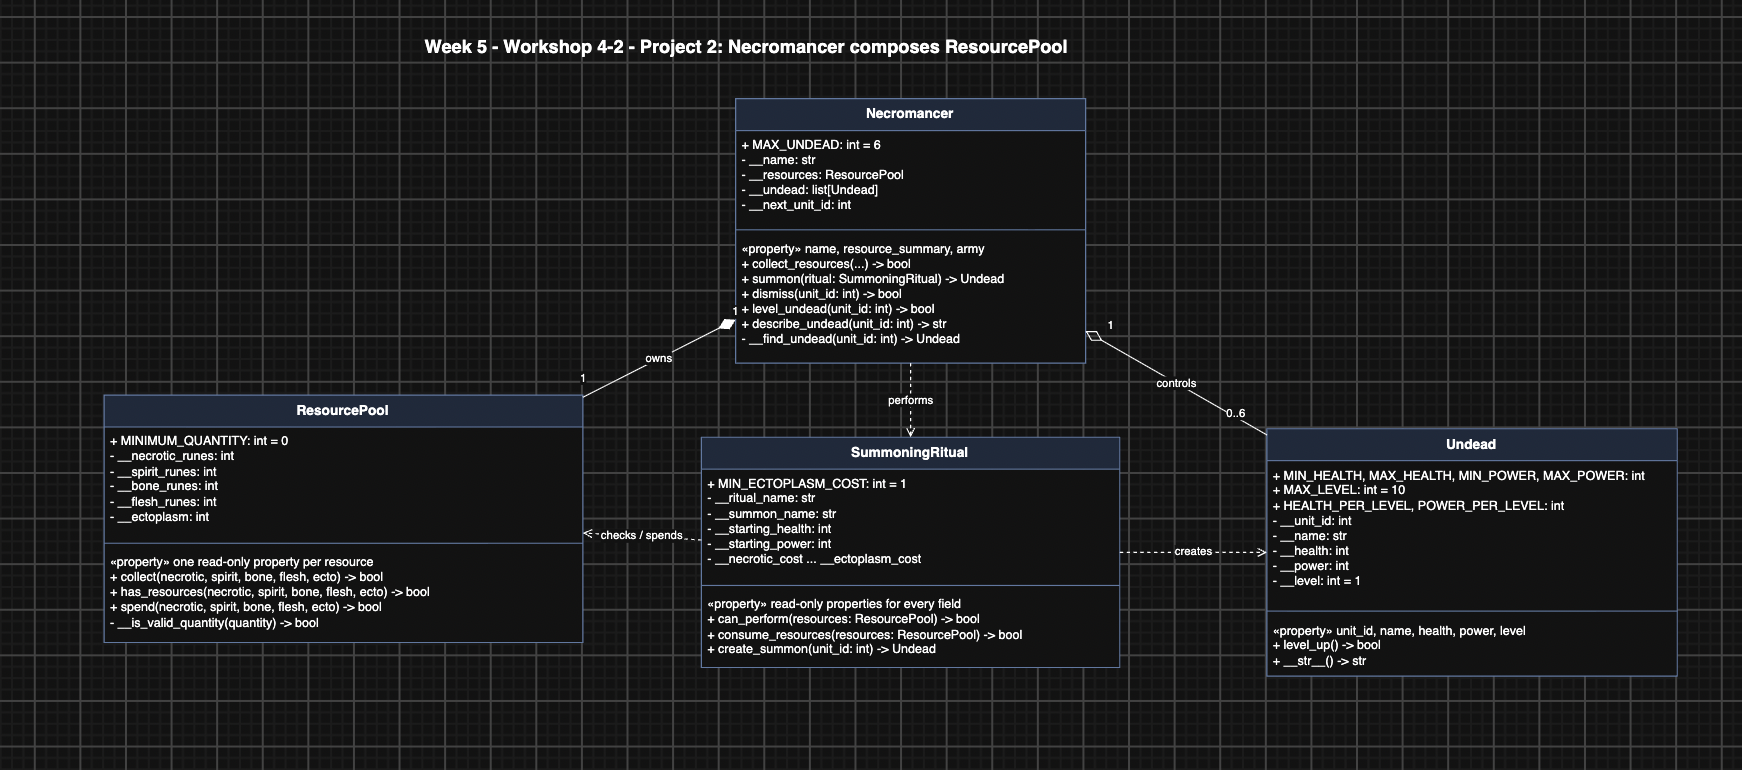 Week 5 - Workshop 4-2 - Project 2: Necromancer composes ResourcePool
Necromancer
+ MAX_UNDEAD: int = 6
- __name: str
- __resources: ResourcePool
- __undead: list[Undead]
- __next_unit_id: int
«property» name, resource_summary, army
+ collect_resources(...) -> bool
+ summon(ritual: SummoningRitual) -> Undead
+ dismiss(unit_id: int) -> bool
+ level_undead(unit_id: int) -> bool
+ describe_undead(unit_id: int) -> str
- __find_undead(unit_id: int) -> Undead
1
owns
1
performs
1
controls
0..6
ResourcePool
+ MINIMUM_QUANTITY: int = 0
- __necrotic_runes: int
- __spirit_runes: int
- __bone_runes: int
- __flesh_runes: int
- __ectoplasm: int
«property» one read-only property per resource
+ collect(necrotic, spirit, bone, flesh, ecto) -> bool
+ has_resources(necrotic, spirit, bone, flesh, ecto) -> bool
+ spend(necrotic, spirit, bone, flesh, ecto) -> bool
- __is_valid_quantity(quantity) -> bool
checks / spends
SummoningRitual
+ MIN_ECTOPLASM_COST: int = 1
- __ritual_name: str
- __summon_name: str
- __starting_health: int
- __starting_power: int
- __necrotic_cost ... __ectoplasm_cost
«property» read-only properties for every field
+ can_perform(resources: ResourcePool) -> bool
+ consume_resources(resources: ResourcePool) -> bool
+ create_summon(unit_id: int) -> Undead
creates
Undead
+ MIN_HEALTH, MAX_HEALTH, MIN_POWER, MAX_POWER: int
+ MAX_LEVEL: int = 10
+ HEALTH_PER_LEVEL, POWER_PER_LEVEL: int
- __unit_id: int
- __name: str
- __health: int
- __power: int
- __level: int = 1
«property» unit_id, name, health, power, level
+ level_up() -> bool
+ __str__() -> str